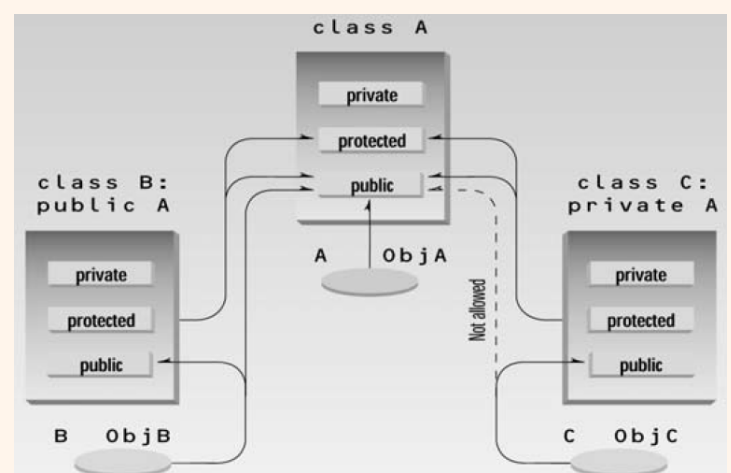 class A
private
protected
public
class B:
public A
private
protected
public
class C:
private A
private
protected
public
A ObjA
Not allowed
B ObjB
C ObjC